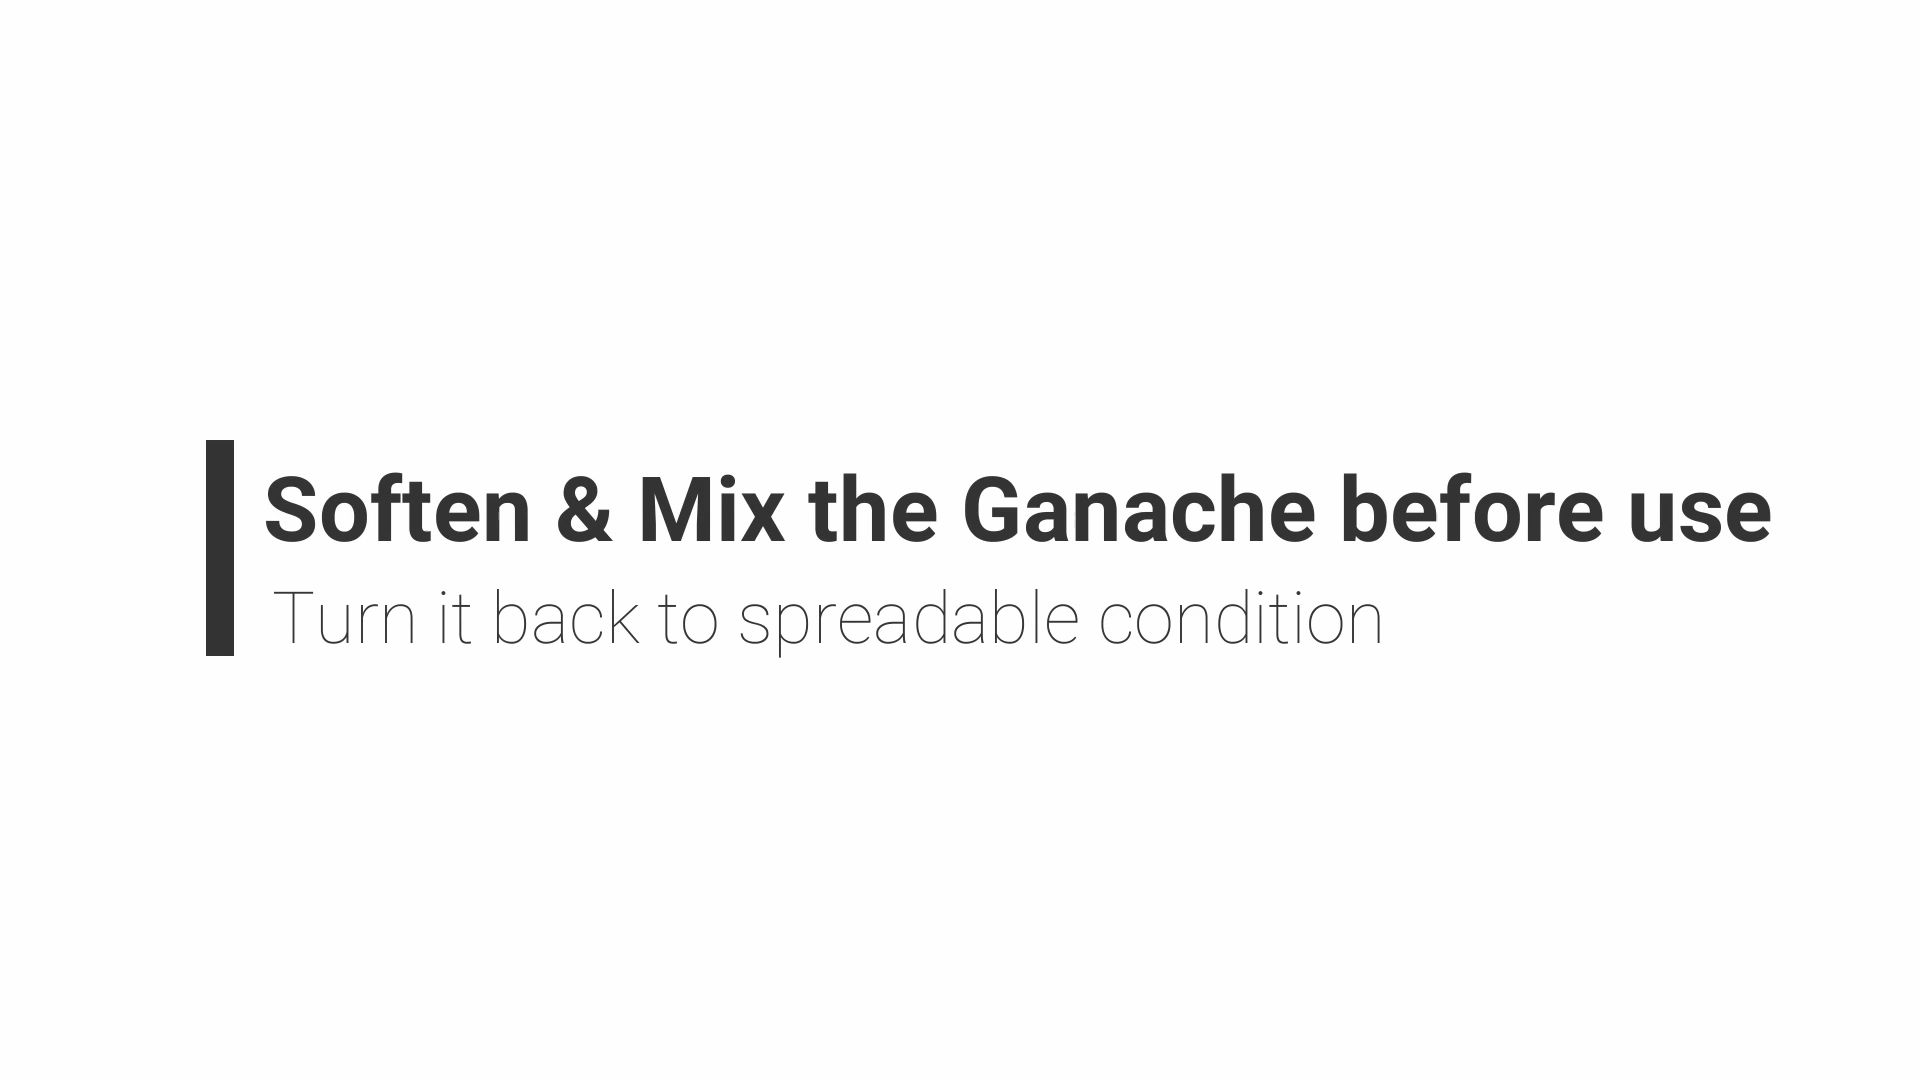 Soften & Mix the Ganache before use
Turn it back to spreadable condition